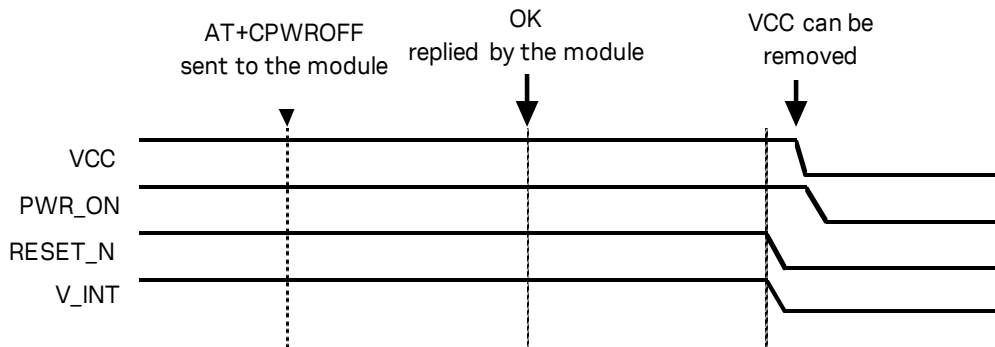 AT+CPWROFF
sent to the module
OK
replied by the module
VCC can be
removed
VCC
PWR_ON
RESET_N
V_INT